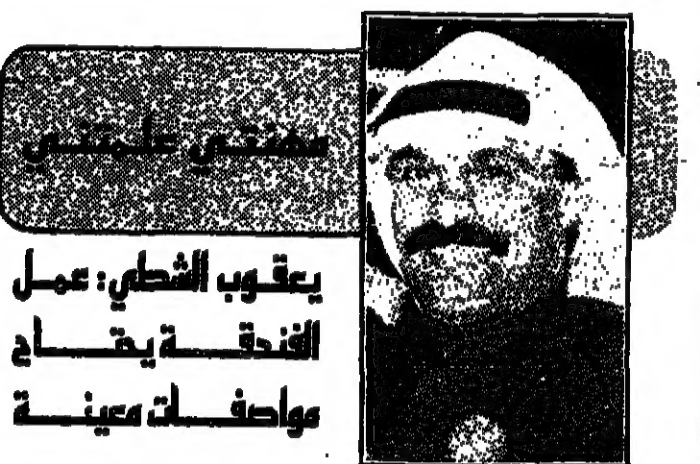 مهنتي علمتني
يعقوب الشطي: عمل
الفندقة يحتاج
مواصفات معينة